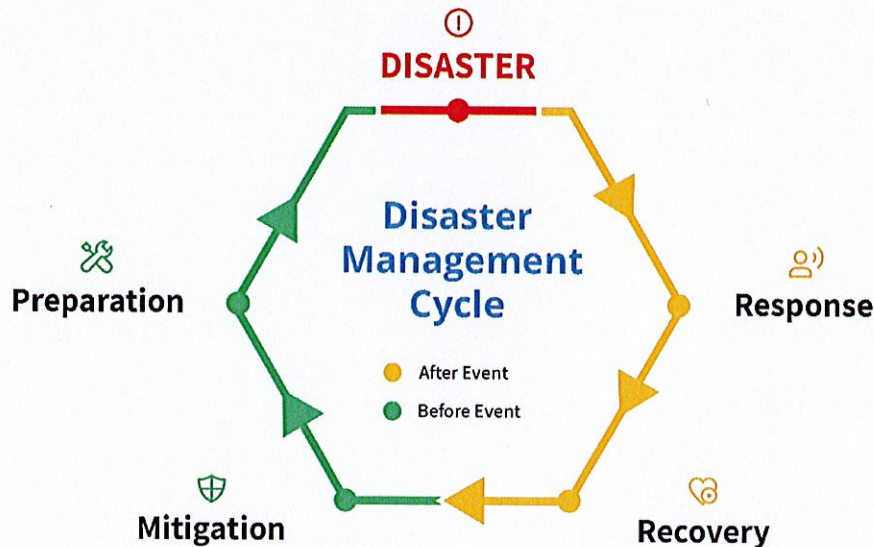 DISASTER
Disaster
Management
Cycle
After Event
Before Event
Preparation
Response
Mitigation
Recovery